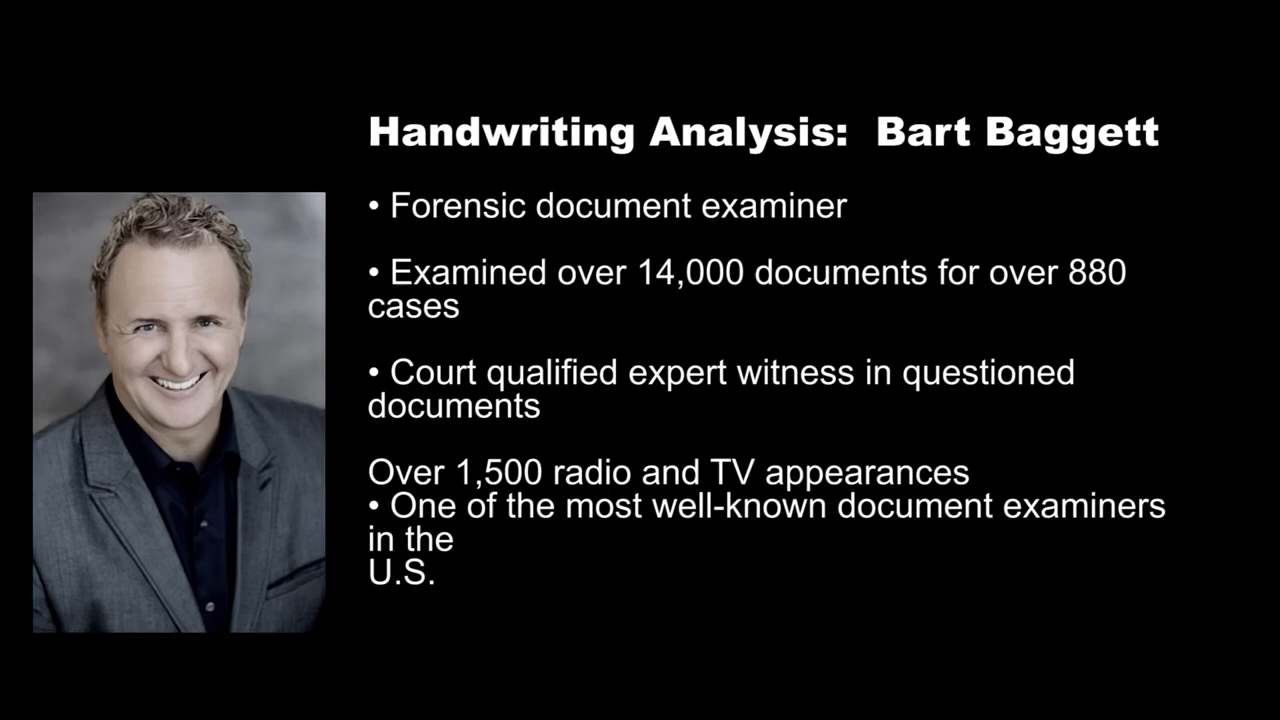 Handwriting Analysis:  Bart Baggett
• Forensic document examiner
• Examined over 14,000 documents for over 880
cases
• Court qualified expert witness in questioned
documents
Over 1,500 radio and TV appearances
• One of the most well-known document examiners
in the
U.S.